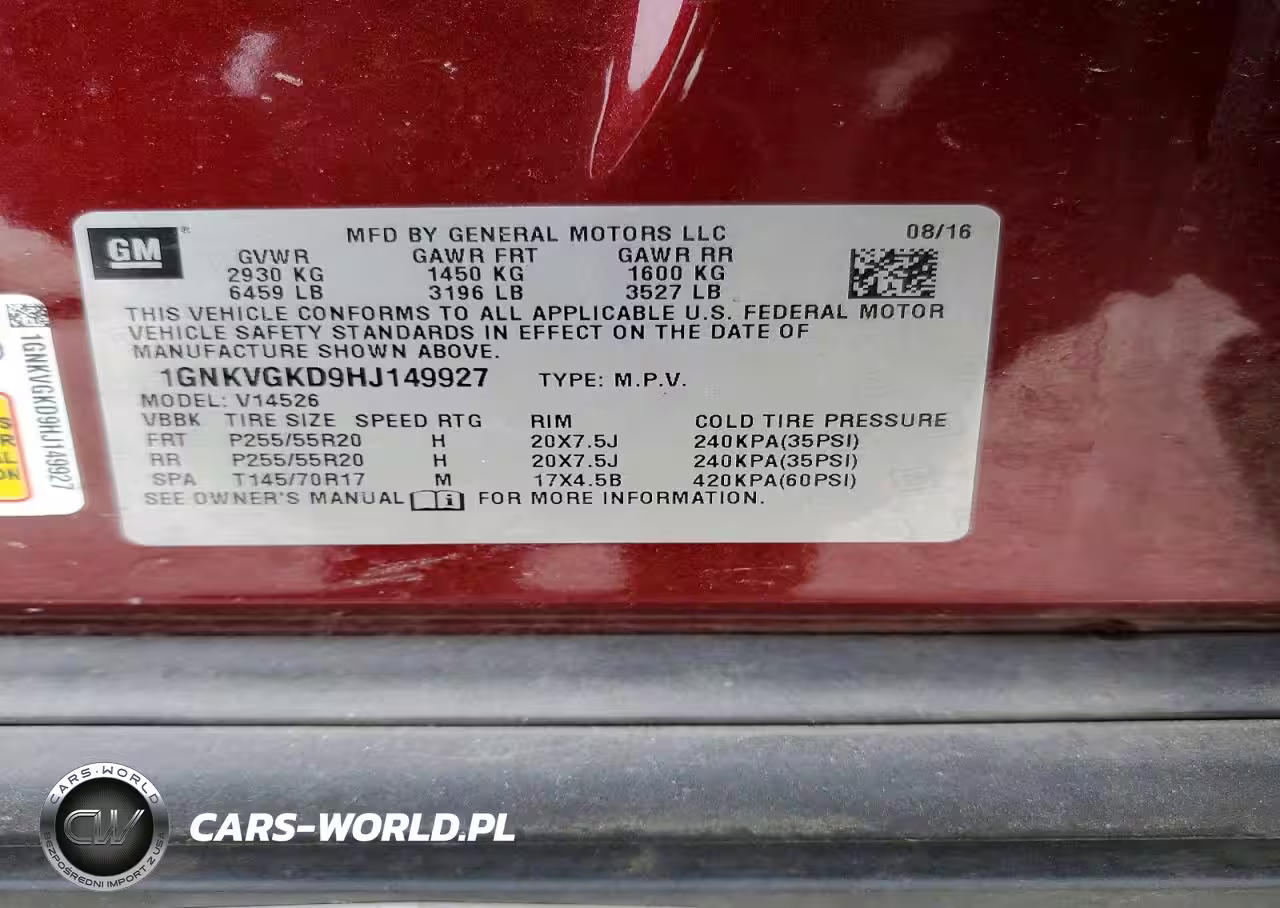 GM
MFD BY GENERAL MOTORS LLC 08/16
GVWR GAWR FRT GAWR RR
2930 KG 1450 KG 1600 KG
6459 LB 3196 LB 3527 LB
THIS VEHICLE CONFORMS TO ALL APPLICABLE U.S. FEDERAL MOTOR
VEHICLE SAFETY STANDARDS IN EFFECT ON THE DATE OF
MANUFACTURE SHOWN ABOVE.
1GNKVGKD9HJ149927 TYPE: M.P.V.
MODEL: V14526
VBBK TIRE SIZE SPEED RTG RIM COLD TIRE PRESSURE
FRT P255/55R20 H 20X7.5J 240KPA(35PSI)
RR P255/55R20 H 20X7.5J 240KPA(35PSI)
SPA T145/70R17 M 17X4.5B 420KPA(60PSI)
SEE OWNER'S MANUAL FOR MORE INFORMATION.
1GNKVGKD9HJ149927
CARS-WORLD
CW
BEZPOŚREDNI IMPORT Z USA
CARS-WORLD.PL